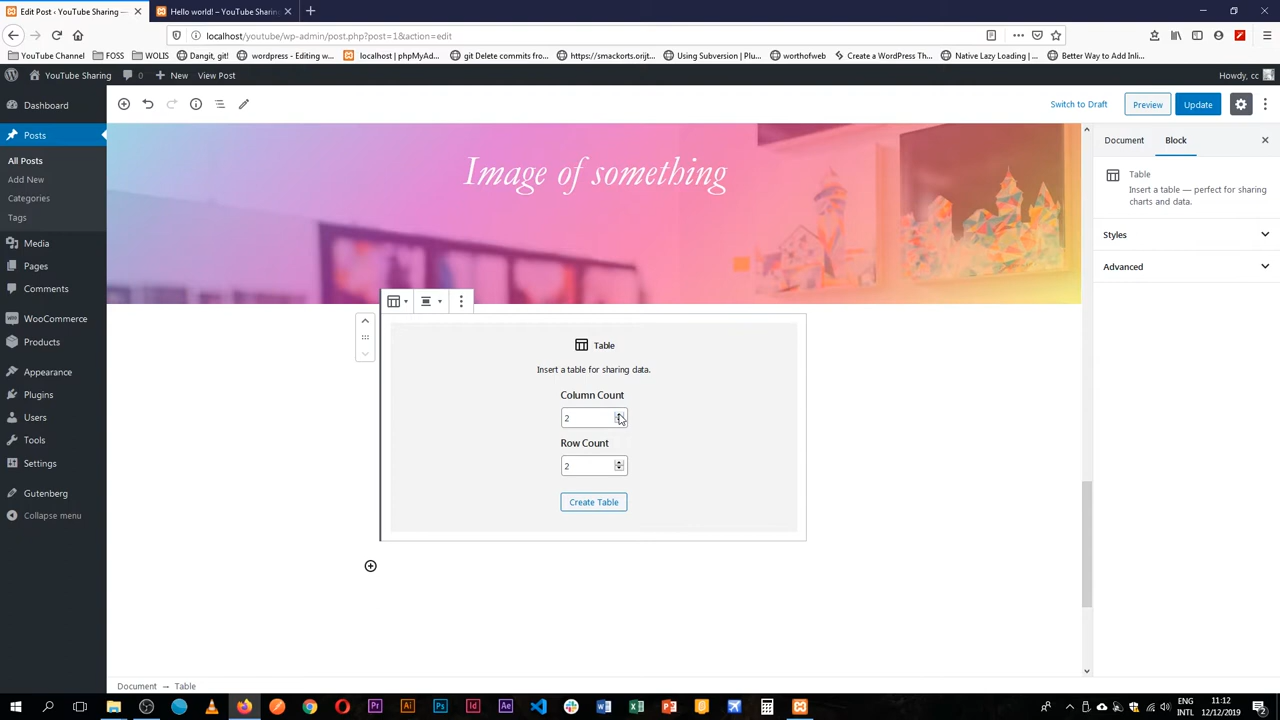 Edit Post ‹ YouTube Sharing —
Hello world! – YouTube Sharing
localhost/youtube/wp-admin/post.php?post=1&action=edit
YouTube Channel
FOSS
WOLIS
Dangit, git!
wordpress - Editing w...
localhost | phpMyAd...
git Delete commits fro...
https://smackorts.orijt...
Using Subversion | Plu...
worthofweb
Create a WordPress Th...
Native Lazy Loading |...
Better Way to Add Inli...
YouTube Sharing
0
New
View Post
Howdy, cc
Dashboard
Posts
All Posts
Add New
Categories
Tags
Media
Pages
Comments
WooCommerce
Products
Appearance
Plugins
Users
Tools
Settings
Gutenberg
Collapse menu
Switch to Draft
Preview
Update
Image of something
Table
Insert a table for sharing data.
Column Count
2
Row Count
2
Create Table
Document
Block
Table
Insert a table — perfect for sharing
charts and data.
Styles
Advanced
Document → Table
ENG
INTL
11:12
12/12/2019